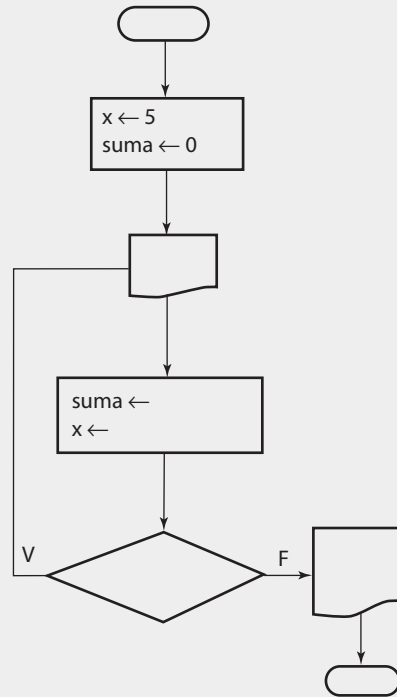 x ← 5
suma ← 0
suma ←
x ←
V
F